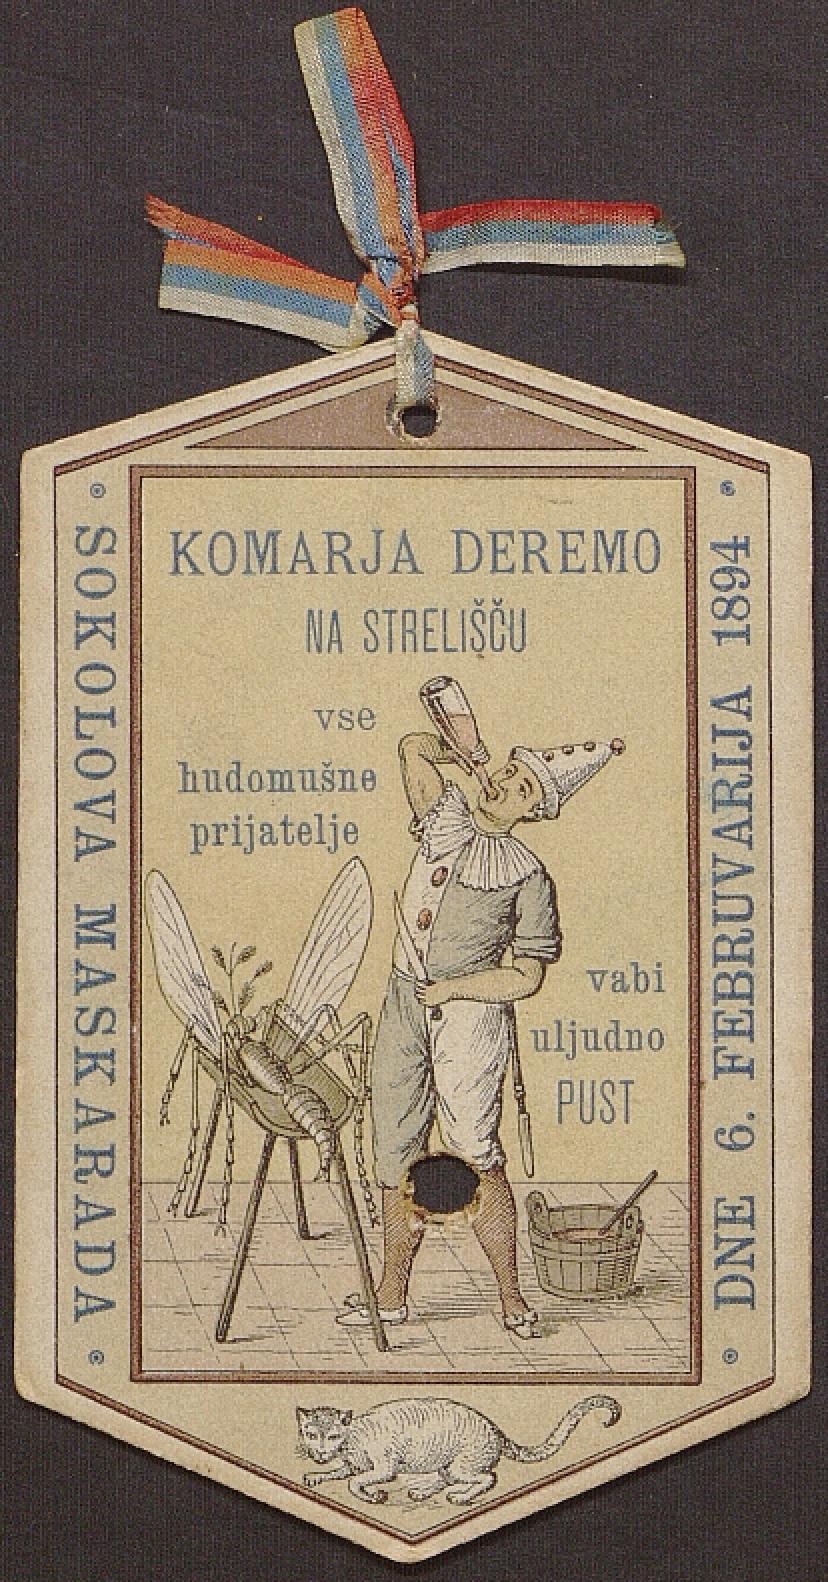 KOMARJA DEREMO
NA STRELIŠČU
vse
hudomušne
prijatelje
vabi
uljudno
PUST
SOKOLOVA MASKARADA
DNE 6. FEBRUVARIJA 1894